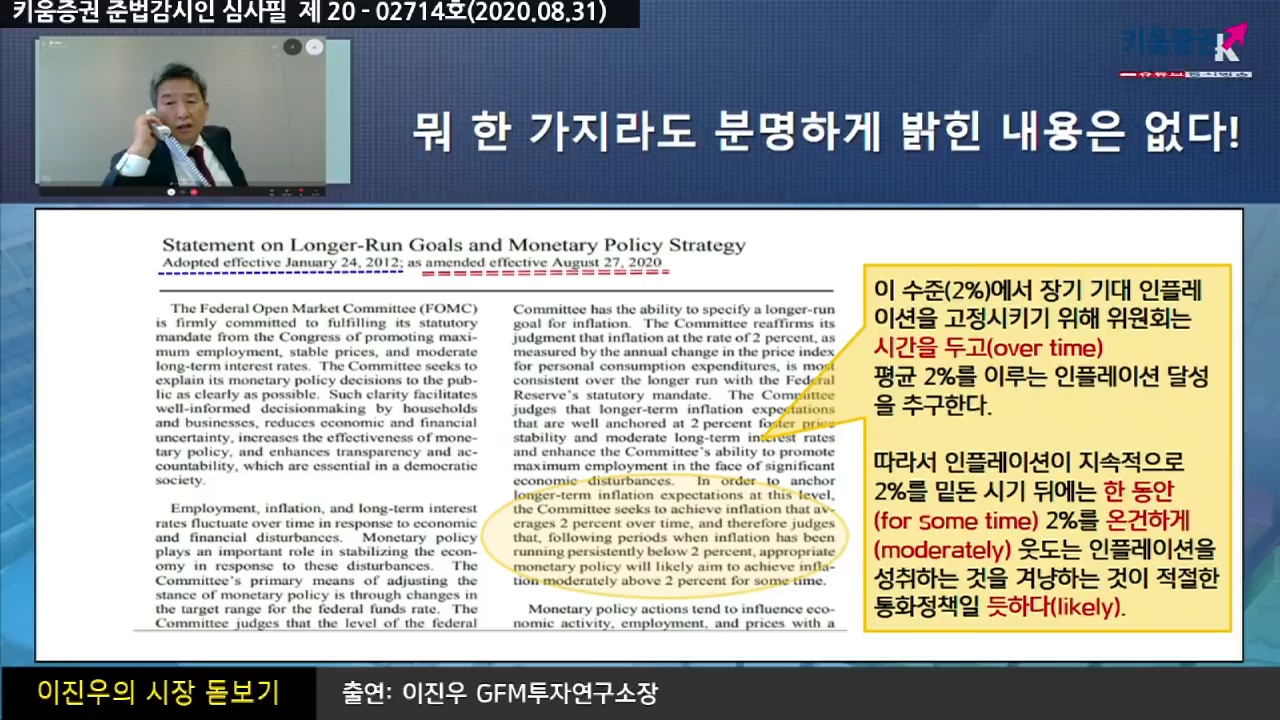 키움증권 준법감시인 심사필 제 20 - 02714호(2020.08.31)
키움증권
뭐 한 가지라도 분명하게 밝힌 내용은 없다!
Statement on Longer-Run Goals and Monetary Policy Strategy
Adopted effective January 24, 2012; as amended effective August 27, 2020
The Federal Open Market Committee (FOMC)
is firmly committed to fulfilling its statutory
mandate from the Congress of promoting maxi-
mum employment, stable prices, and moderate
long-term interest rates. The Committee seeks to
explain its monetary policy decisions to the pub-
lic as clearly as possible. Such clarity facilitates
well-informed decisionmaking by households
and businesses, reduces economic and financial
uncertainty, increases the effectiveness of mone-
tary policy, and enhances transparency and ac-
countability, which are essential in a democratic
society.
Employment, inflation, and long-term interest
rates fluctuate over time in response to economic
and financial disturbances. Monetary policy
plays an important role in stabilizing the econ-
omy in response to these disturbances. The
Committee's primary means of adjusting the
stance of monetary policy is through changes in
the target range for the federal funds rate. The
Committee judges that the level of the federal
Committee has the ability to specify a longer-run
goal for inflation. The Committee reaffirms its
judgment that inflation at the rate of 2 percent, as
measured by the annual change in the price index
for personal consumption expenditures, is most
consistent over the longer run with the Federal
Reserve's statutory mandate. The Committee
judges that longer-term inflation expectations
that are well anchored at 2 percent foster price
stability and moderate long-term interest rates
and enhance the Committee's ability to promote
maximum employment in the face of significant
economic disturbances. In order to anchor
longer-term inflation expectations at this level,
the Committee seeks to achieve inflation that av-
erages 2 percent over time, and therefore judges
that, following periods when inflation has been
running persistently below 2 percent, appropriate
monetary policy will likely aim to achieve infla-
tion moderately above 2 percent for some time.
Monetary policy actions tend to influence eco-
nomic activity, employment, and prices with a
이 수준(2%)에서 장기 기대 인플레
이션을 고정시키기 위해 위원회는
시간을 두고(over time)
평균 2%를 이루는 인플레이션 달성
을 추구한다.
따라서 인플레이션이 지속적으로
2%를 밑돈 시기 뒤에는 한 동안
(for some time) 2%를 온건하게
(moderately) 웃도는 인플레이션을
성취하는 것을 겨냥하는 것이 적절한
통화정책일 듯하다(likely).
이진우의 시장 돋보기
출연: 이진우 GFM투자연구소장